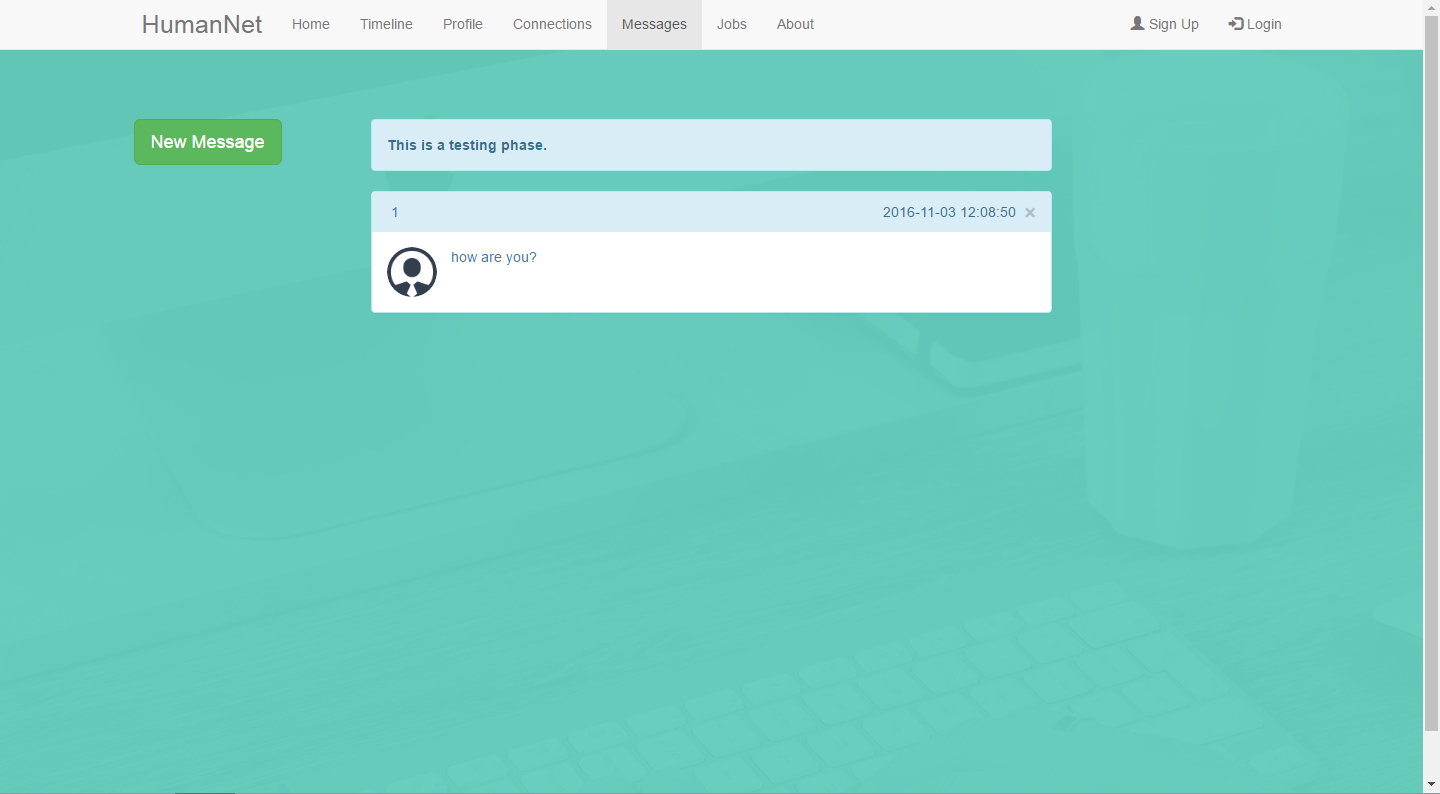 HumanNet Home Timeline Profile Connections Messages Jobs About Sign Up Login
New Message
This is a testing phase.
1 2016-11-03 12:08:50 ×
how are you?